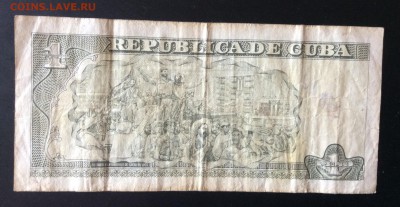 COINS.LAVE.RU
REPUBLICA DE CUBA
1
1